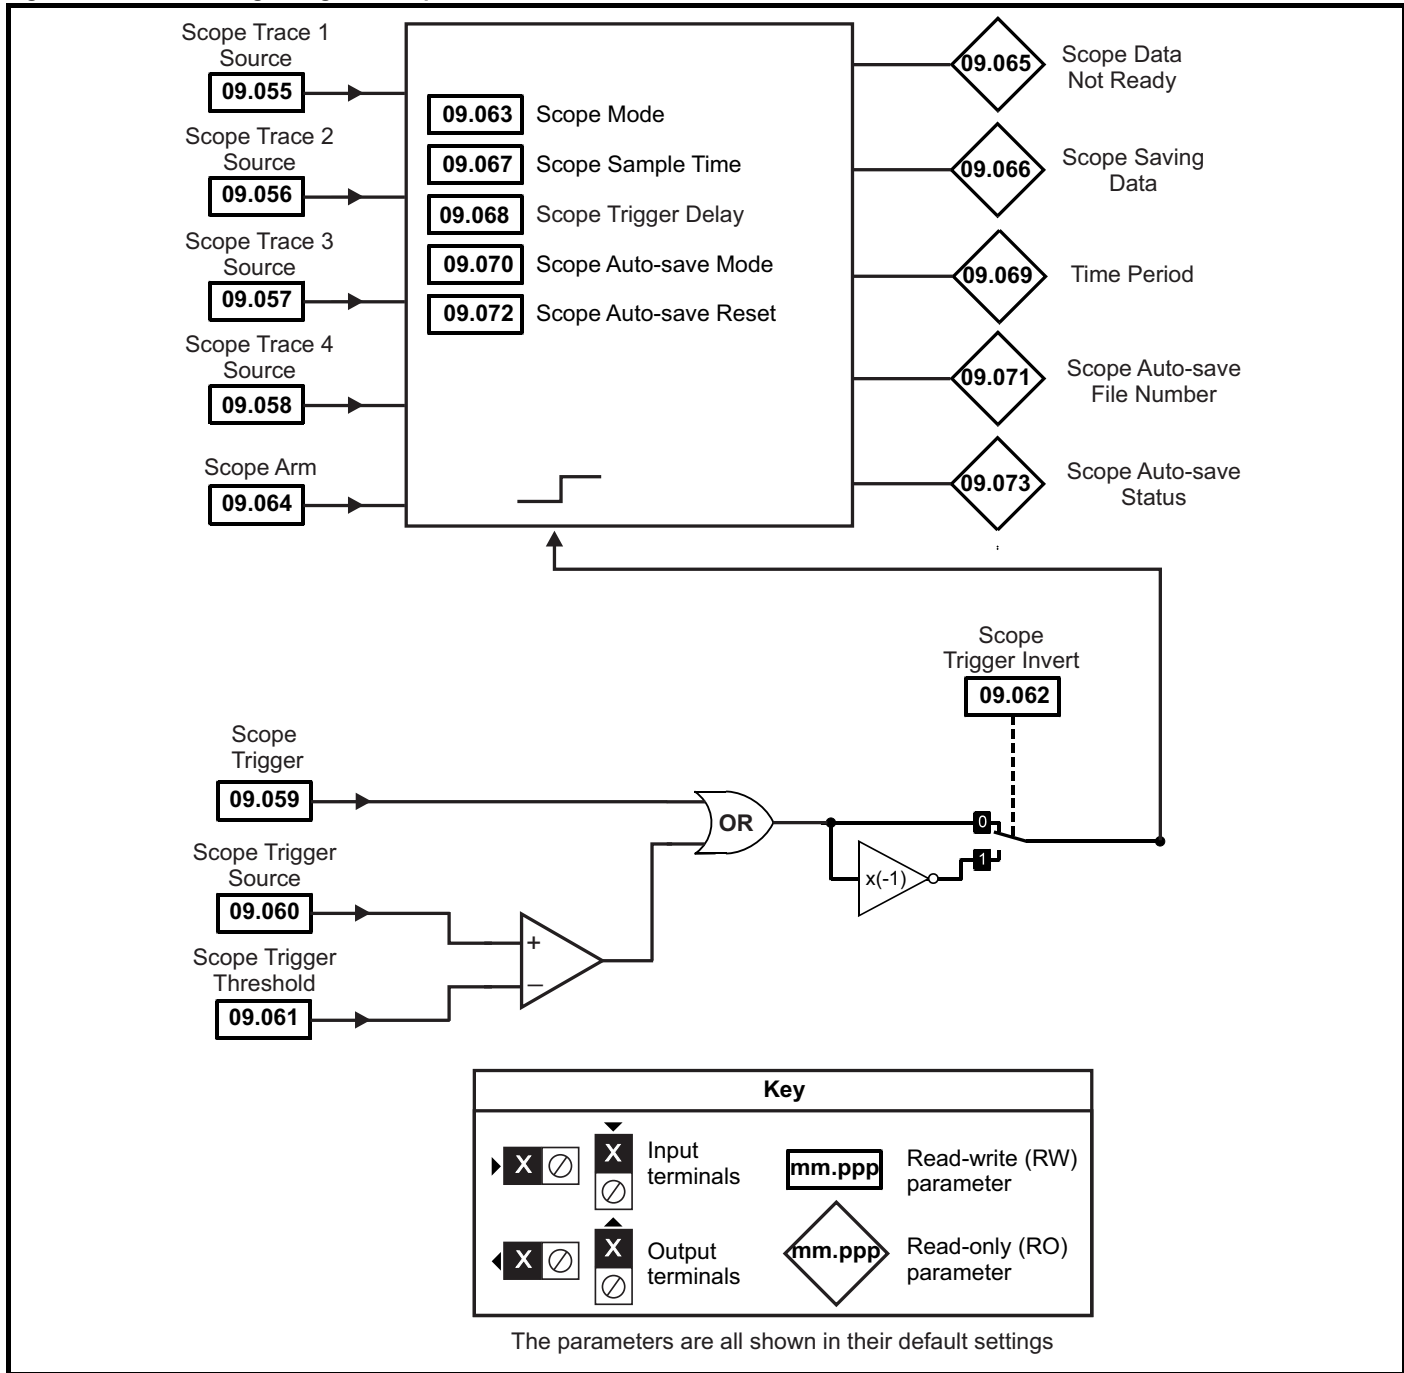 Scope Trace 1
Source
09.055
Scope Trace 2
Source
09.056
Scope Trace 3
Source
09.057
Scope Trace 4
Source
09.058
Scope Arm
09.064
09.063 Scope Mode
09.067 Scope Sample Time
09.068 Scope Trigger Delay
09.070 Scope Auto-save Mode
09.072 Scope Auto-save Reset
09.065
Scope Data
Not Ready
09.066
Scope Saving
Data
09.069
Time Period
09.071
Scope Auto-save
File Number
09.073
Scope Auto-save
Status
Scope
Trigger Invert
09.062
Scope
Trigger
09.059
Scope Trigger
Source
09.060
Scope Trigger
Threshold
09.061
+
–
OR
x(-1)
0
1
Key
X
X
Input
terminals
mm.ppp
Read-write (RW)
parameter
X
X
Output
terminals
mm.ppp
Read-only (RO)
parameter
The parameters are all shown in their default settings